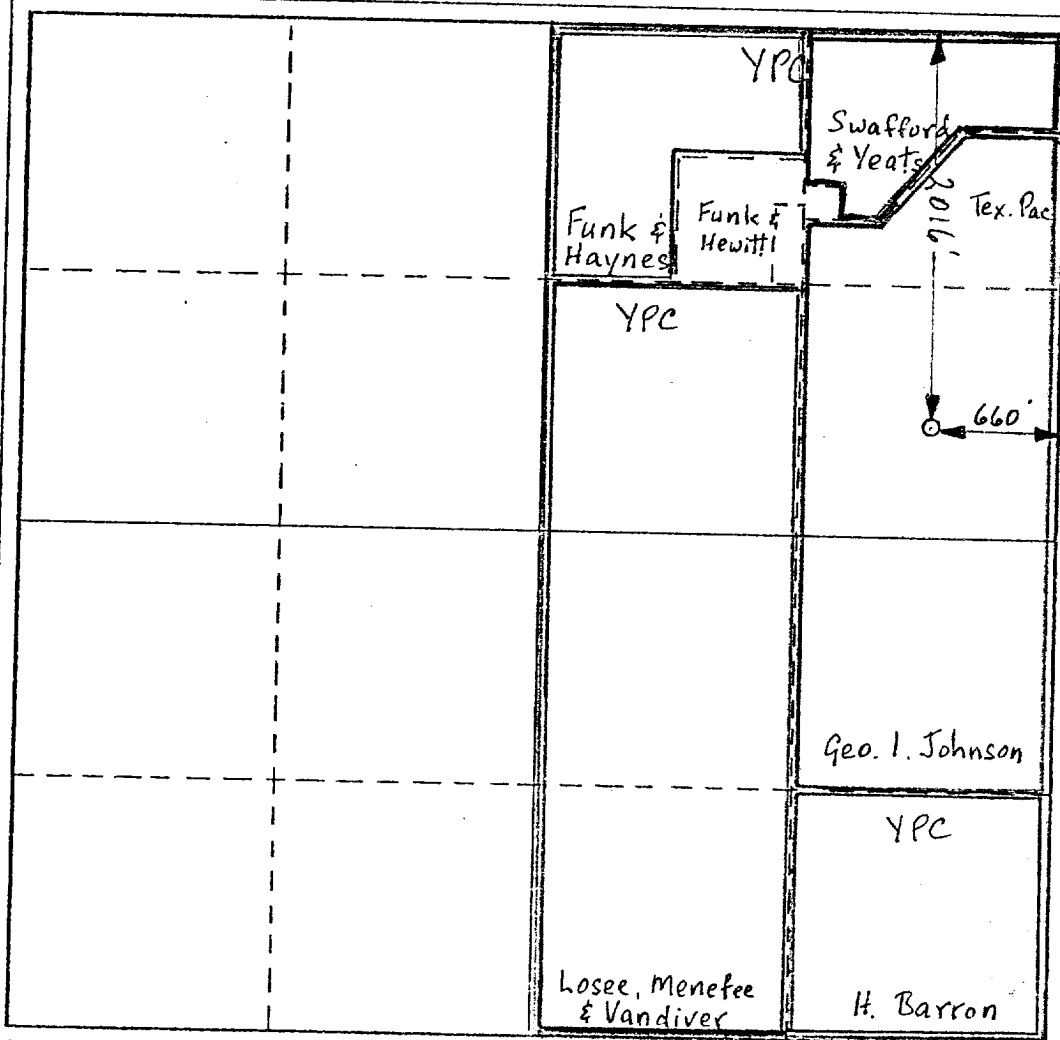 YPC
Swafford
& Yeats
2016'
Tex. Pac
Funk &
Haynes
Funk &
Hewitt
YPC
660'
Geo. I. Johnson
YPC
Losee, Menefee
& Vandiver
H. Barron